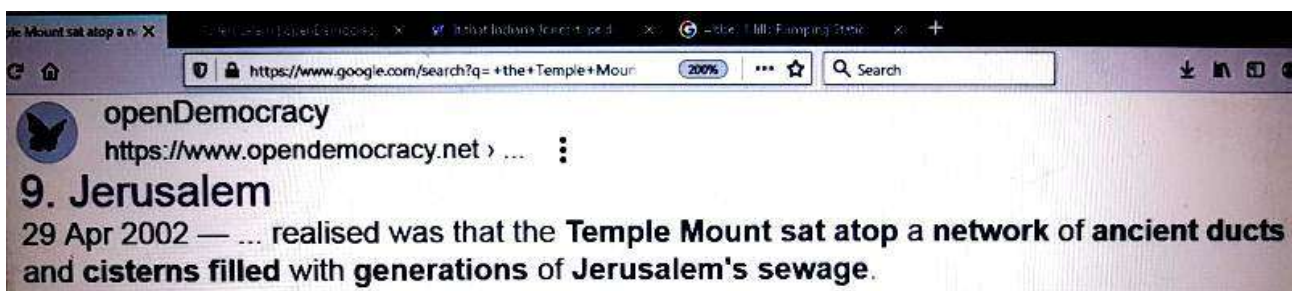 le Mount sat atop a n
https://www.google.com/search?q= +the+Temple+Moun 200% Search
openDemocracy
https://www.opendemocracy.net › ...
9. Jerusalem
29 Apr 2002 — ... realised was that the Temple Mount sat atop a network of ancient ducts
and cisterns filled with generations of Jerusalem's sewage.